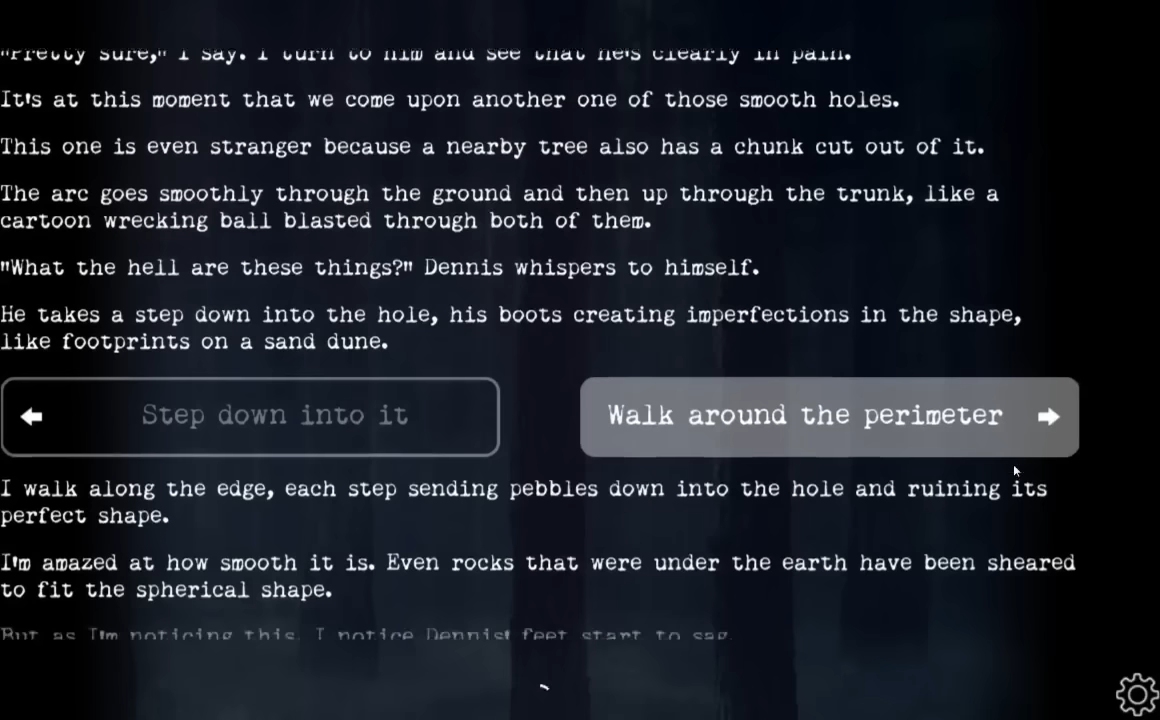 "Pretty sure," I say. I turn to him and see that he's clearly in pain.
It's at this moment that we come upon another one of those smooth holes.
This one is even stranger because a nearby tree also has a chunk cut out of it.
The arc goes smoothly through the ground and then up through the trunk, like a
cartoon wrecking ball blasted through both of them.
"What the hell are these things?" Dennis whispers to himself.
He takes a step down into the hole, his boots creating imperfections in the shape,
like footprints on a sand dune.
Step down into it
Walk around the perimeter
I walk along the edge, each step sending pebbles down into the hole and ruining its
perfect shape.
I'm amazed at how smooth it is. Even rocks that were under the earth have been sheared
to fit the spherical shape.
But as I'm noticing this, I notice Dennis' feet start to sag.